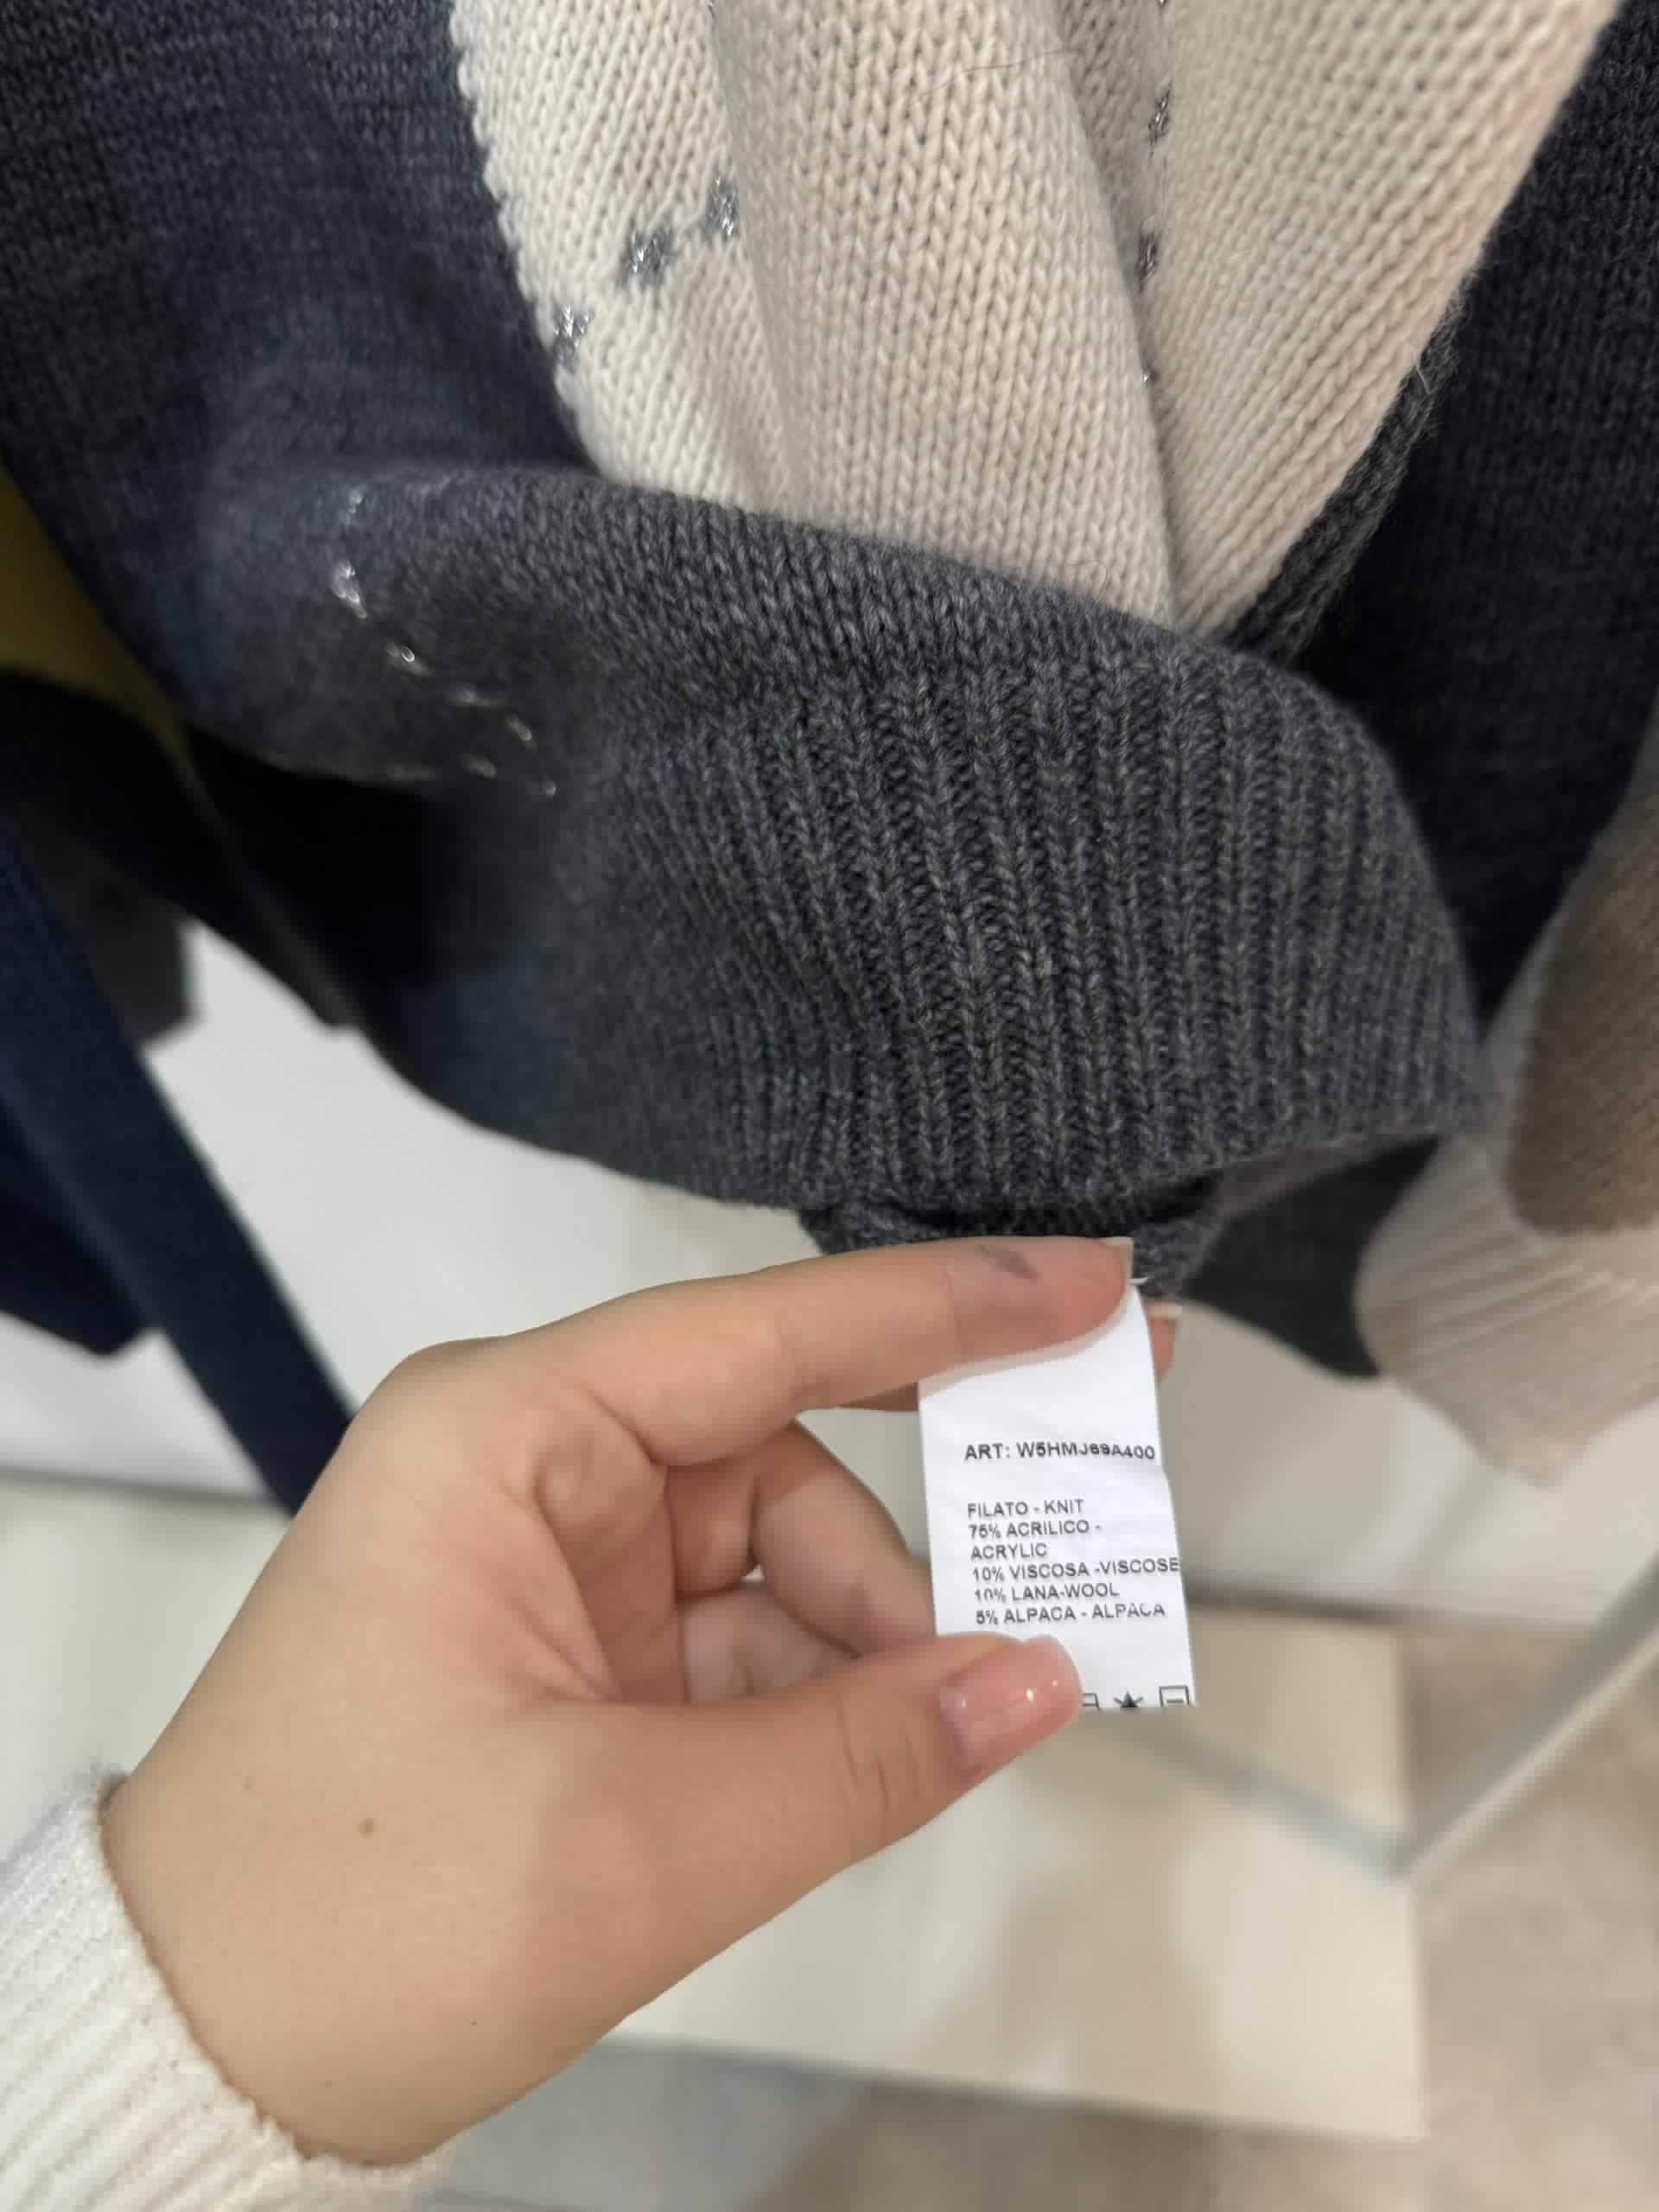 ART: W5HMJ69A400
FILATO - KNIT
75% ACRILICO -
ACRYLIC
10% VISCOSA -VISCOSE
10% LANA-WOOL
5% ALPACA - ALPACA